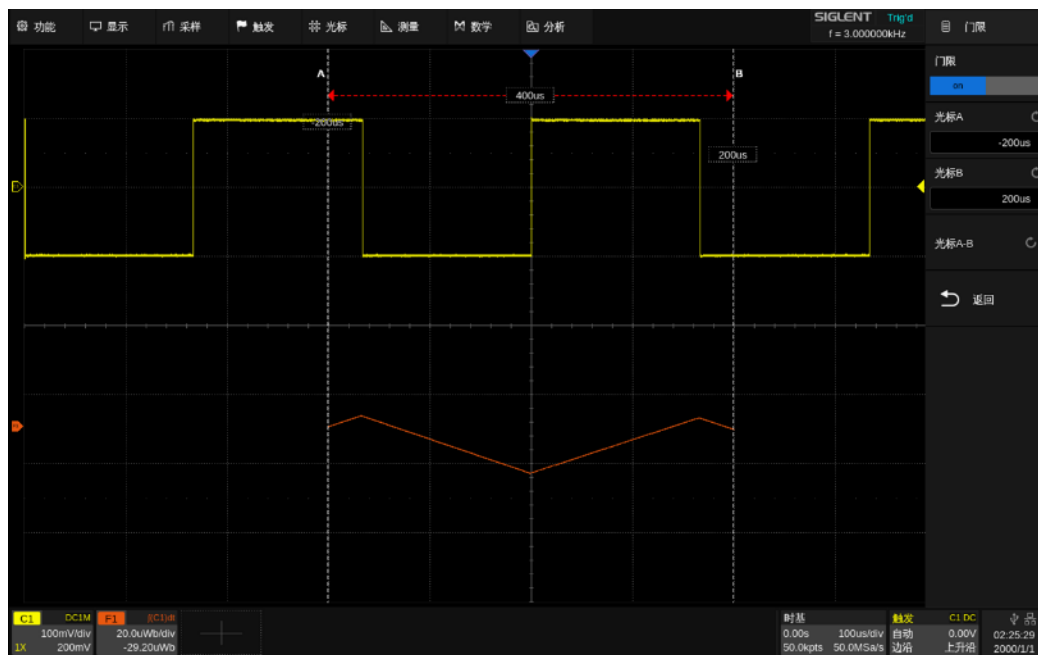 功能 显示 采样 触发 光标 测量 数学 分析
SIGLENT Trig'd
f = 3.000000kHz
门限
门限
on
光标A
-200us
光标B
200us
光标A-B
返回
A
B
400us
-200us
200us
C1 DC1M
100mV/div
1X 200mV
F1 ∫(C1)dt
20.0uWb/div
-29.20uWb
时基
0.00s 100us/div
50.0kpts 50.0MSa/s
触发 C1 DC
自动 0.00V
边沿 上升沿
02:25:29
2000/1/1